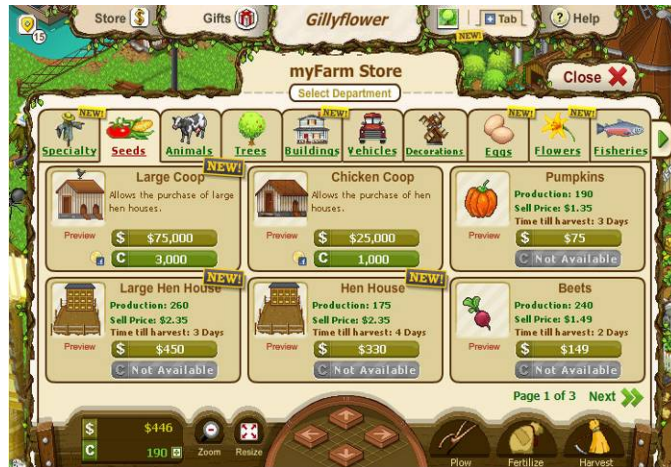 15
Store $
Gifts
Gillyflower
Tab
NEW!
? Help
myFarm Store
Select Department
Close
NEW!
Specialty
Seeds
Animals
Trees
NEW!
Buildings
Vehicles
Decorations
NEW!
Eggs
NEW!
Flowers
Fisheries
NEW!
Large Coop
Allows the purchase of large
hen houses.
Preview
$ $75,000
C 3,000
Chicken Coop
Allows the purchase of hen
houses.
Preview
$ $25,000
C 1,000
Pumpkins
Production: 190
Sell Price: $1.35
Time till harvest: 3 Days
Preview
$ $75
C Not Available
NEW!
Large Hen House
Production: 260
Sell Price: $2.35
Time till harvest: 3 Days
Preview
$ $450
C Not Available
NEW!
Hen House
Production: 175
Sell Price: $2.35
Time till harvest: 4 Days
Preview
$ $330
C Not Available
Beets
Production: 240
Sell Price: $1.49
Time till harvest: 2 Days
Preview
$ $149
C Not Available
Page 1 of 3 Next
$ $446
C 190
Zoom
Resize
Plow
Fertilize
Harvest